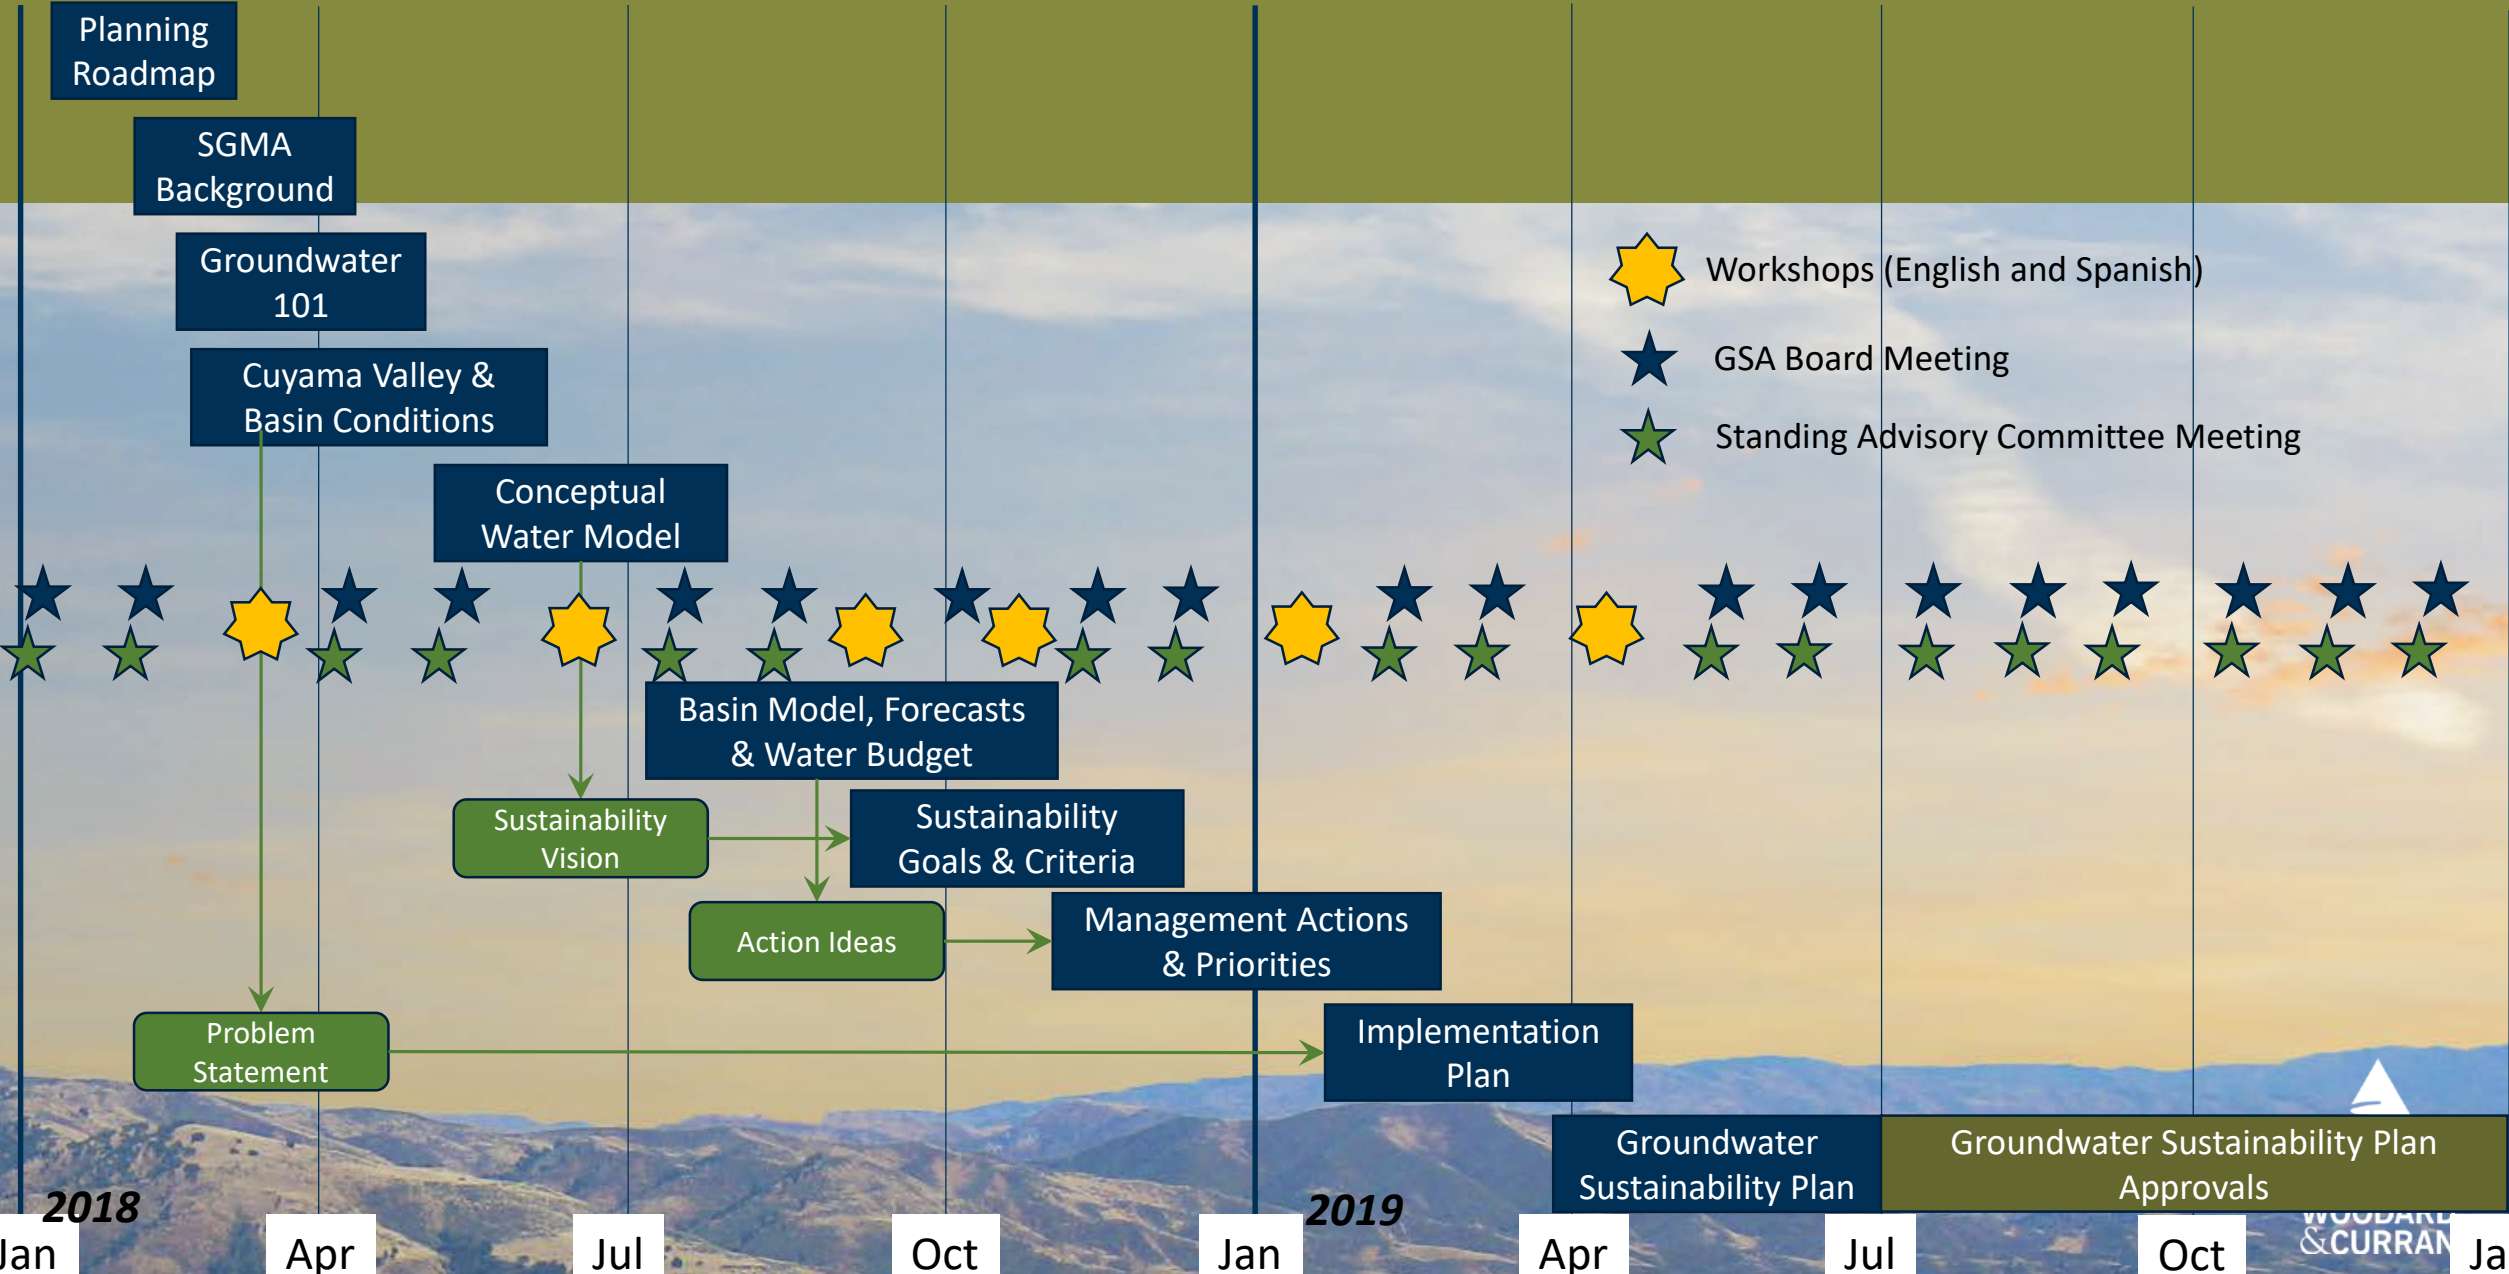 Planning
Roadmap
SGMA
Background
Groundwater
101
Cuyama Valley &
Basin Conditions
Conceptual
Water Model
Workshops (English and Spanish)
GSA Board Meeting
Standing Advisory Committee Meeting
Basin Model, Forecasts
& Water Budget
Sustainability
Vision
Sustainability
Goals & Criteria
Action Ideas
Management Actions
& Priorities
Problem
Statement
Implementation
Plan
Groundwater
Sustainability Plan
Groundwater Sustainability Plan
Approvals
2018
2019
WOODARD
&CURRAN
Jan
Apr
Jul
Oct
Jan
Apr
Jul
Oct
Ja